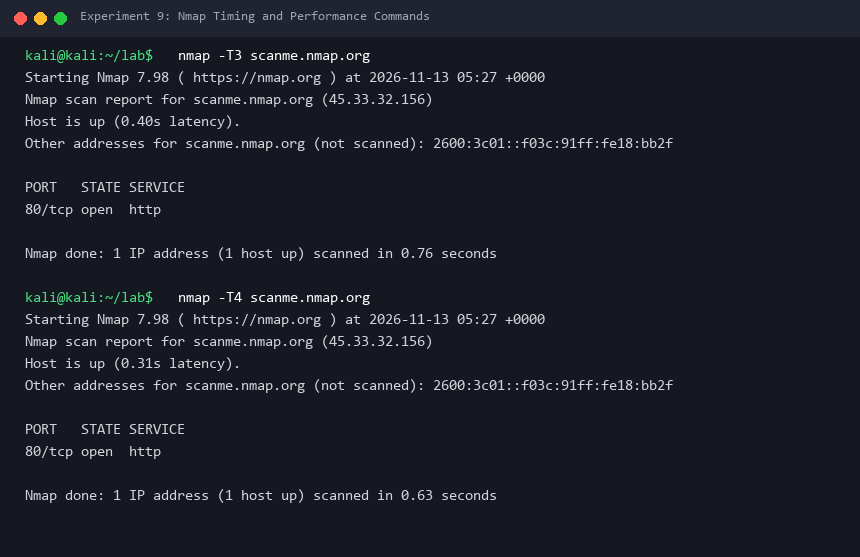 Experiment 9: Nmap Timing and Performance Commands
kali@kali:~/lab$   nmap -T3 scanme.nmap.org
Starting Nmap 7.98 ( https://nmap.org ) at 2026-11-13 05:27 +0000
Nmap scan report for scanme.nmap.org (45.33.32.156)
Host is up (0.40s latency).
Other addresses for scanme.nmap.org (not scanned): 2600:3c01::f03c:91ff:fe18:bb2f
PORT   STATE SERVICE
80/tcp open  http
Nmap done: 1 IP address (1 host up) scanned in 0.76 seconds
kali@kali:~/lab$   nmap -T4 scanme.nmap.org
Starting Nmap 7.98 ( https://nmap.org ) at 2026-11-13 05:27 +0000
Nmap scan report for scanme.nmap.org (45.33.32.156)
Host is up (0.31s latency).
Other addresses for scanme.nmap.org (not scanned): 2600:3c01::f03c:91ff:fe18:bb2f
PORT   STATE SERVICE
80/tcp open  http
Nmap done: 1 IP address (1 host up) scanned in 0.63 seconds